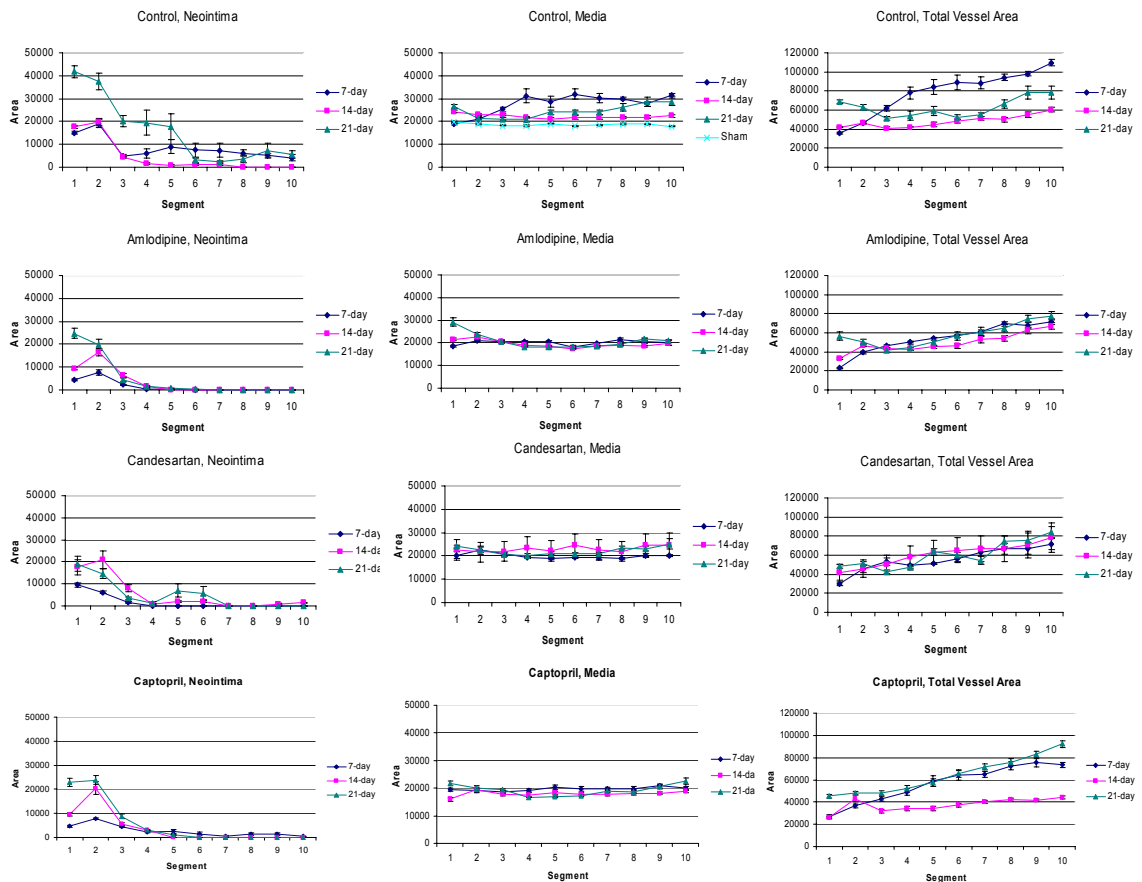 Control, Neointima
50000
40000
30000
20000
10000
0
Area
1 2 3 4 5 6 7 8 9 10
Segment
7-day
14-day
21-day
Control, Media
50000
40000
30000
20000
10000
0
Area
1 2 3 4 5 6 7 8 9 10
Segment
7-day
14-day
21-day
Sham
Control, Total Vessel Area
120000
100000
80000
60000
40000
20000
0
Area
1 2 3 4 5 6 7 8 9 10
Segment
7-day
14-day
21-day
Amlodipine, Neointima
50000
40000
30000
20000
10000
0
Area
1 2 3 4 5 6 7 8 9 10
Segment
7-day
14-day
21-day
Amlodipine, Media
50000
40000
30000
20000
10000
0
Area
1 2 3 4 5 6 7 8 9 10
Segment
7-day
14-day
21-day
Amlodipine, Total Vessel Area
120000
100000
80000
60000
40000
20000
0
Area
1 2 3 4 5 6 7 8 9 10
Segment
7-day
14-day
21-day
Candesartan, Neointima
50000
40000
30000
20000
10000
0
Area
1 2 3 4 5 6 7 8 9 10
Segment
7-day
14-da
21-da
Candesartan, Media
50000
40000
30000
20000
10000
0
Area
1 2 3 4 5 6 7 8 9 10
Segment
7-day
14-day
21-day
Candesartan, Total Vessel Area
120000
100000
80000
60000
40000
20000
0
Area
1 2 3 4 5 6 7 8 9 10
Segment
7-day
14-day
21-day
Captopril, Neointima
50000
40000
30000
20000
10000
0
Area
1 2 3 4 5 6 7 8 9 10
Segment
7-day
14-day
21-day
Captopril, Media
50000
40000
30000
20000
10000
0
Area
1 2 3 4 5 6 7 8 9 10
Segment
7-day
14-da
21-da
Captopril, Total Vessel Area
120000
100000
80000
60000
40000
20000
0
Area
1 2 3 4 5 6 7 8 9 10
Segment
7-day
14-day
21-day